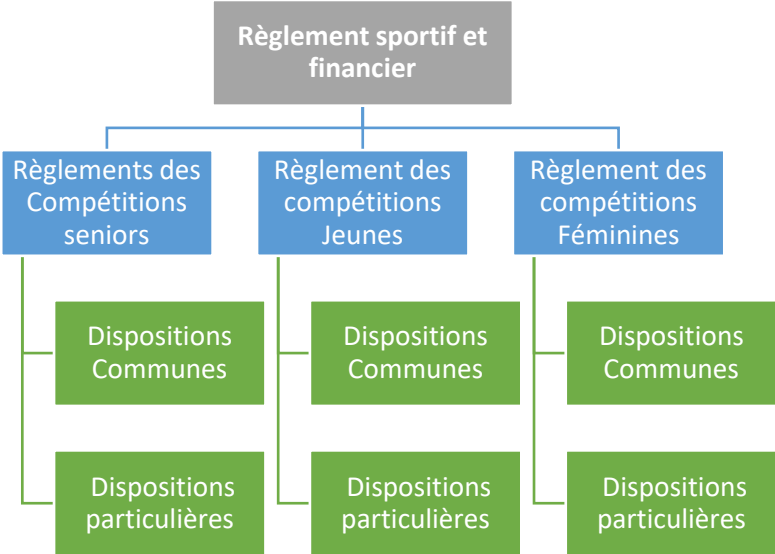 Règlement sportif et
financier
Règlements des
Compétitions
seniors
Règlement des
compétitions
Jeunes
Règlement des
compétitions
Féminines
Dispositions
Communes
Dispositions
Communes
Dispositions
Communes
Dispositions
particulières
Dispositions
particulières
Dispositions
particulières